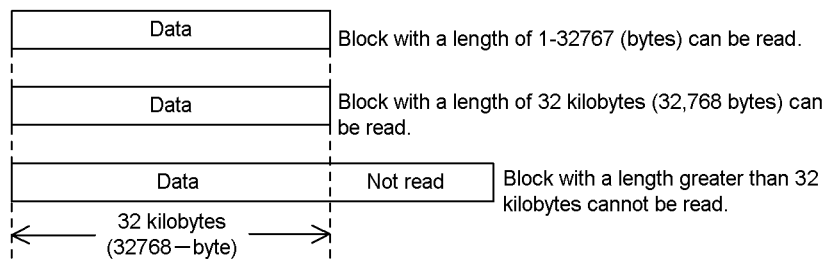 Data
Block with a length of 1-32767 (bytes) can be read.
Data
Block with a length of 32 kilobytes (32,768 bytes) can
be read.
Data
Not read
Block with a length greater than 32
kilobytes cannot be read.
32 kilobytes
(32768－byte)